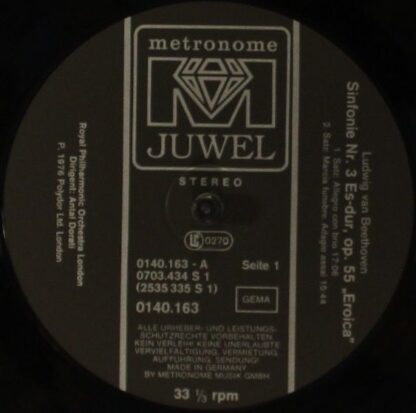 metronome
JUWEL
STEREO
LC 0270
0140.163 - A
0703.434 S 1
(2535 335 S 1)
0140.163
Seite 1
GEMA
ALLE URHEBER- UND LEISTUNGS-
SCHUTZRECHTE VORBEHALTEN
KEIN VERLEIH! KEINE UNERLAUBTE
VERVIELFÄLTIGUNG, VERMIETUNG,
AUFFÜHRUNG, SENDUNG!
MADE IN GERMANY
BY METRONOME MUSIK GMBH
33 ⅓ rpm
Ludwig van Beethoven
Sinfonie Nr. 3 Es-dur, op. 55 „Eroica"
1. Satz: Allegro con brio 17:06
2. Satz: Marcia funebre. Adagio assai 15:44
Royal Philharmonic Orchestra London
Dirigent: Antal Dorati
P. 1976 Polydor Ltd. London